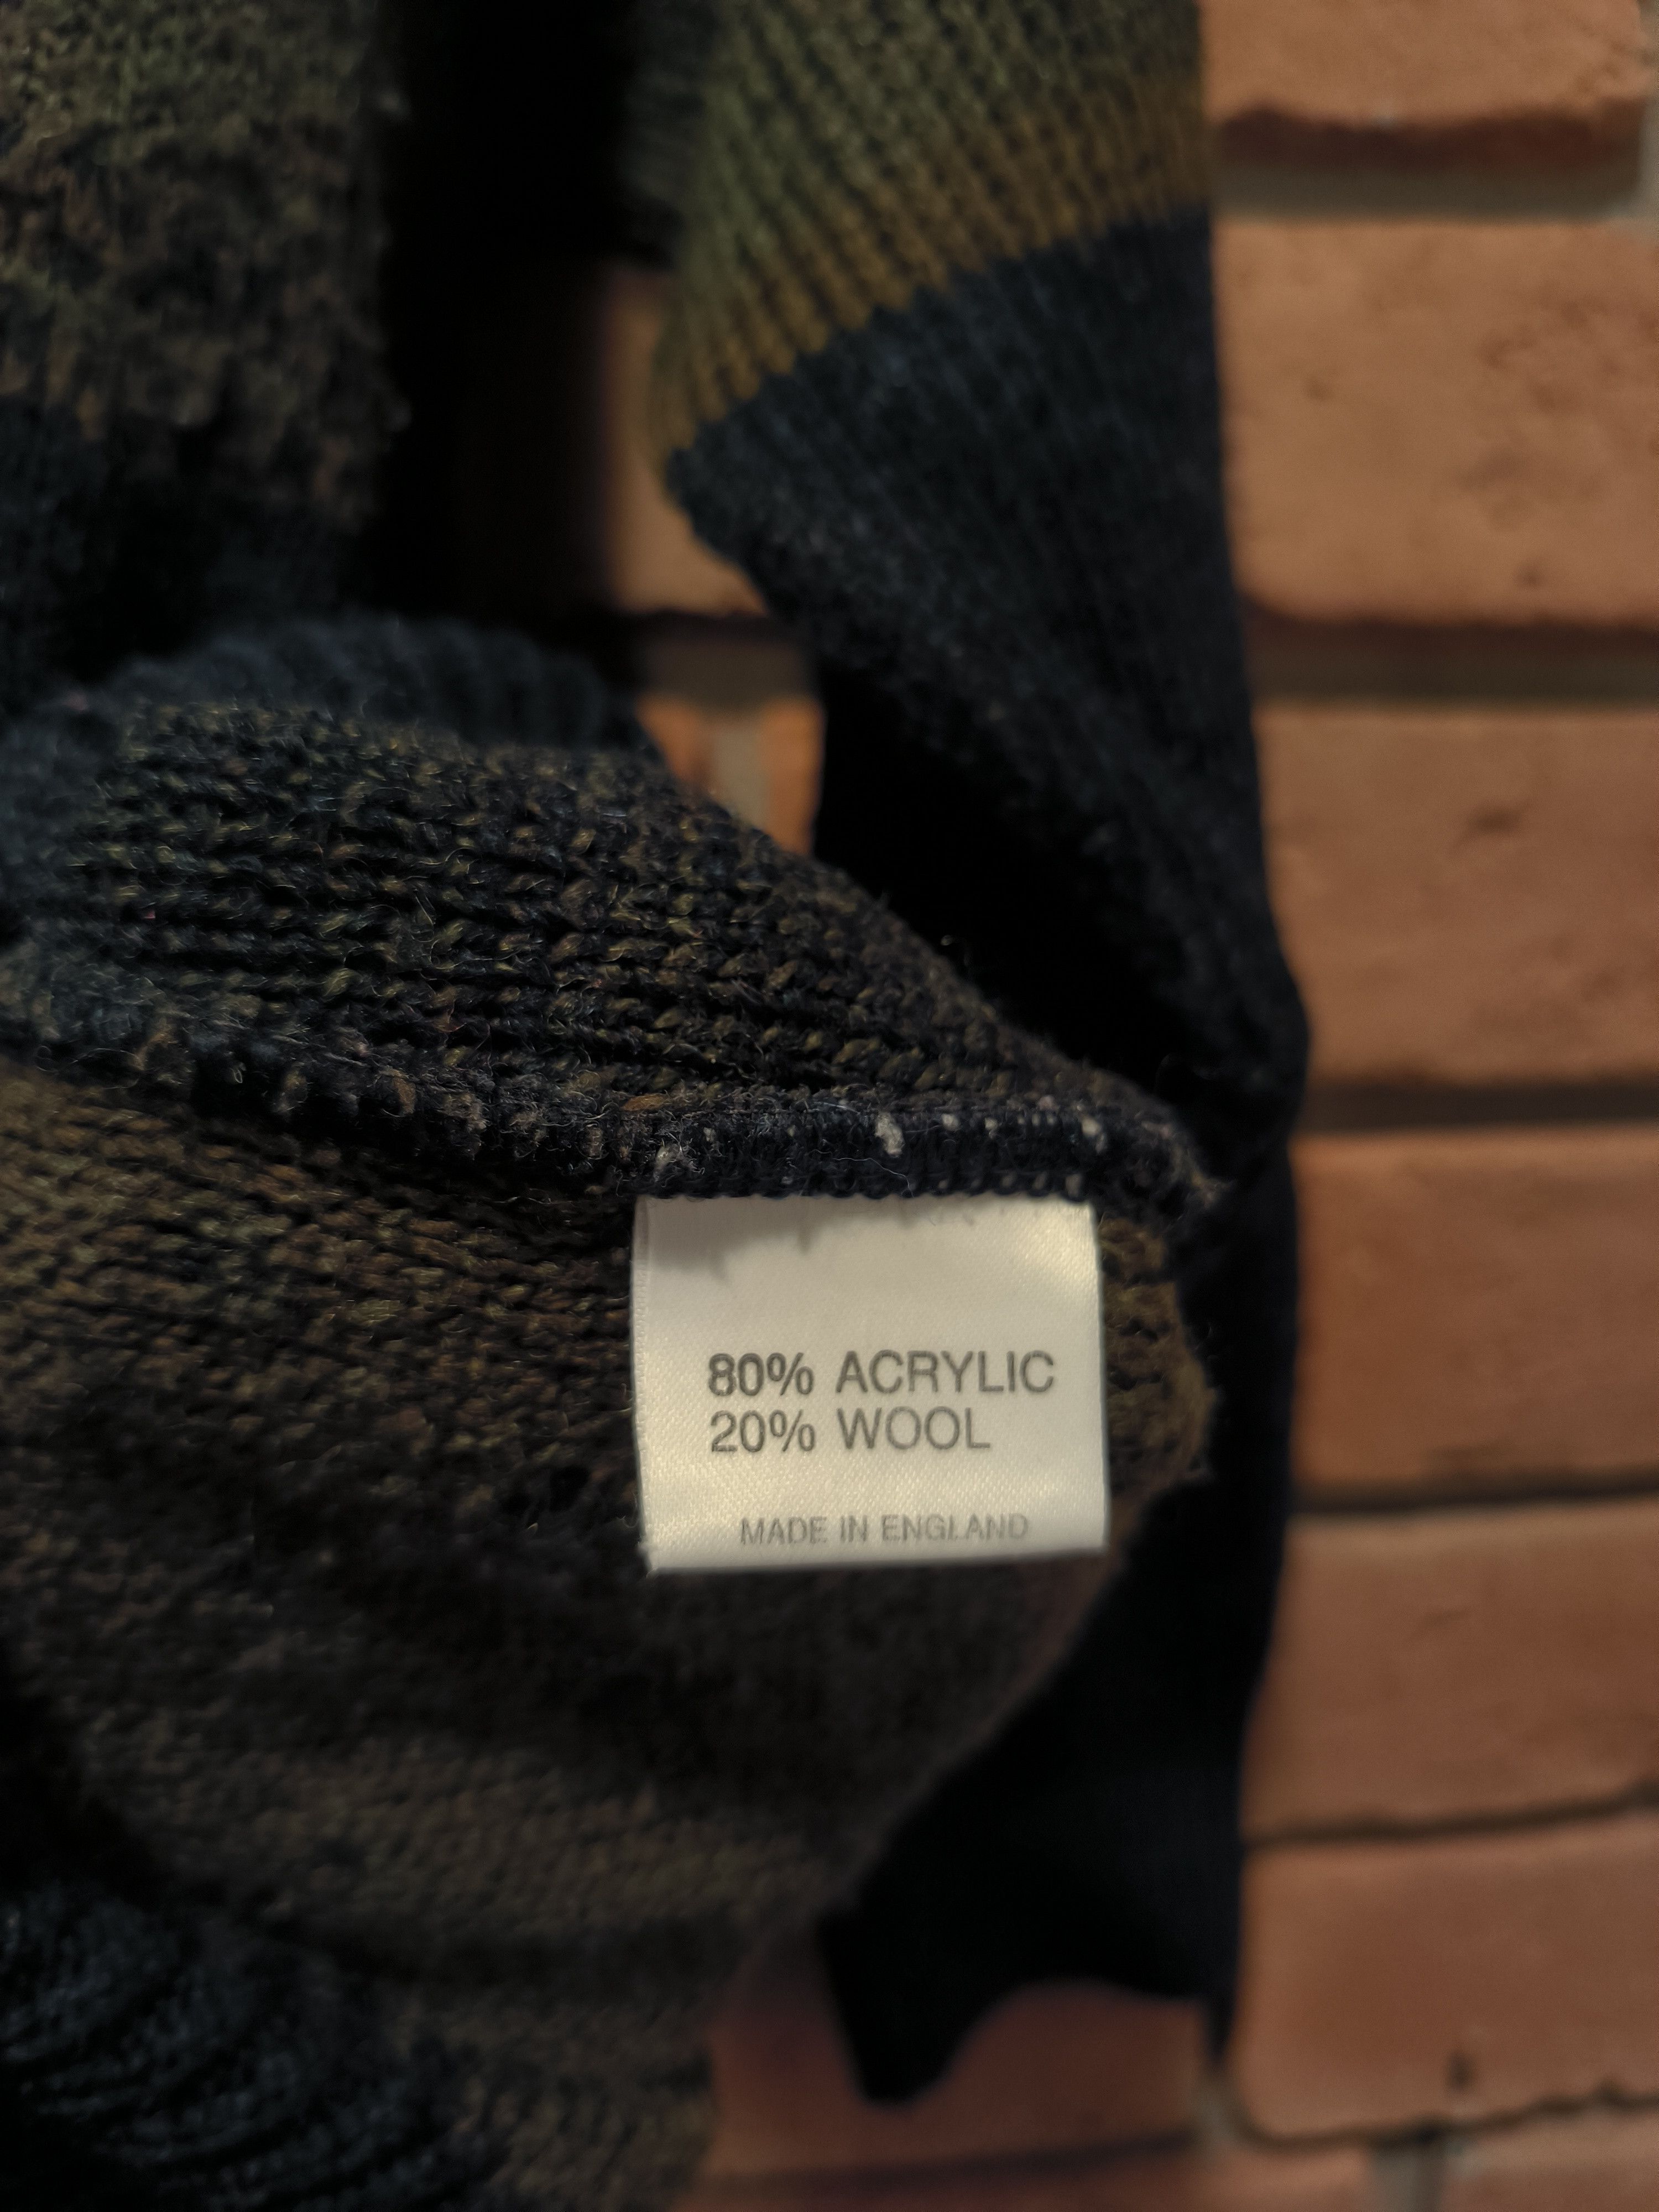 80% ACRYLIC
20% WOOL
MADE IN ENGLAND